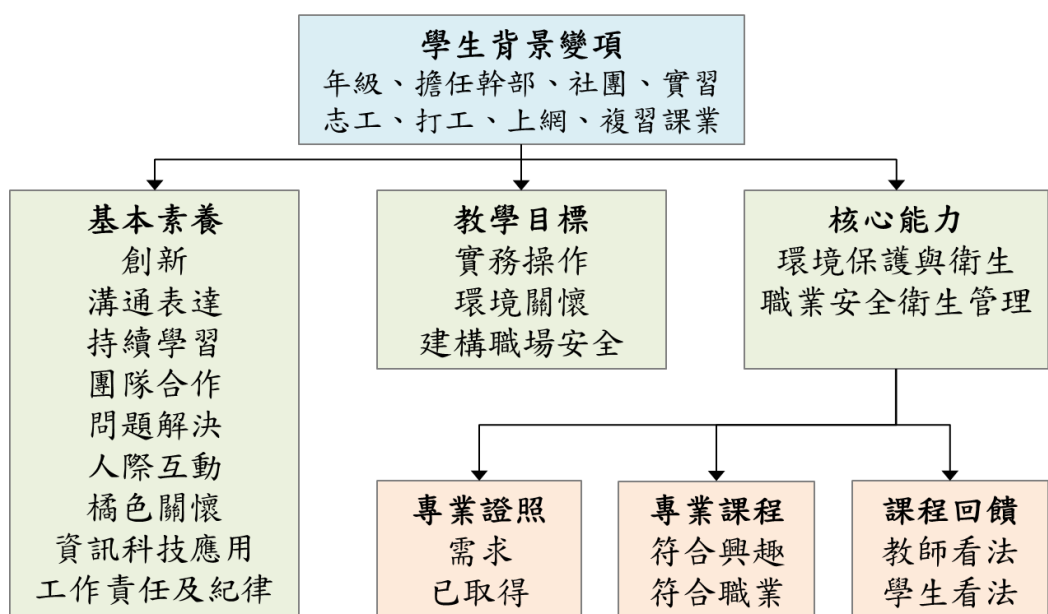 學生背景變項
年級、擔任幹部、社團、實習
志工、打工、上網、複習課業
基本素養
創新
溝通表達
持續學習
團隊合作
問題解決
人際互動
橘色關懷
資訊科技應用
工作責任及紀律
教學目標
實務操作
環境關懷
建構職場安全
核心能力
環境保護與衛生
職業安全衛生管理
專業證照
需求
已取得
專業課程
符合興趣
符合職業
課程回饋
教師看法
學生看法